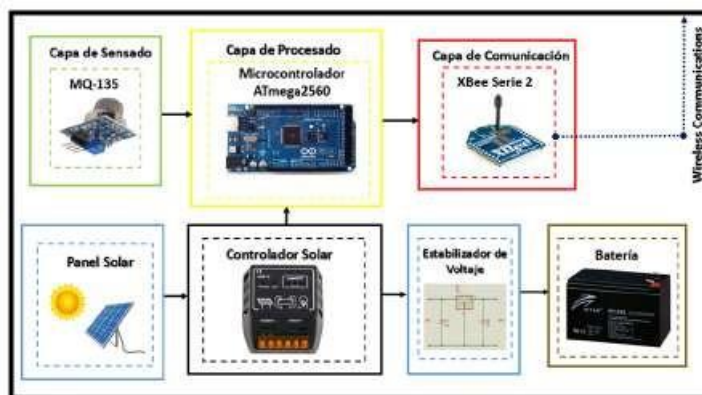 Capa de Sensado
MQ-135
Capa de Procesado
Microcontrolador
ATmega2560
Capa de Comunicación
XBee Serie 2
Wireless Communications
Panel Solar
Controlador Solar
Estabilizador de
Voltaje
Batería